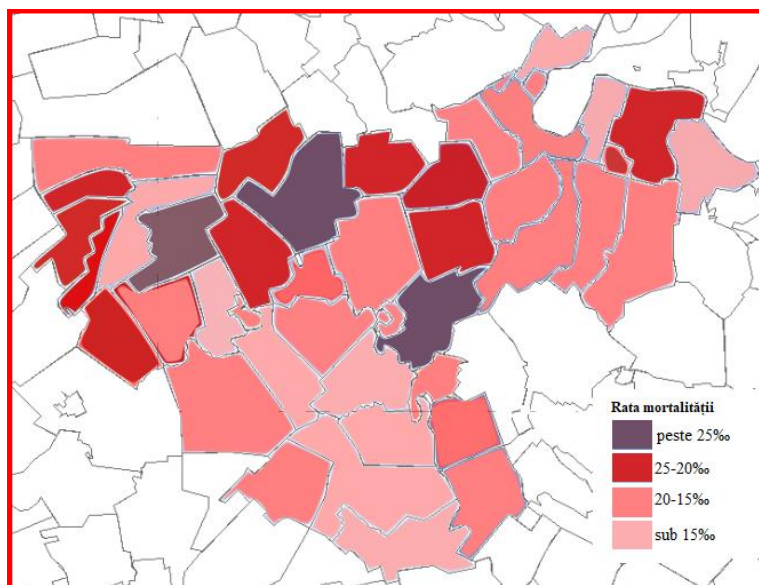 Rata mortalității
peste 25‰
25-20‰
20-15‰
sub 15‰